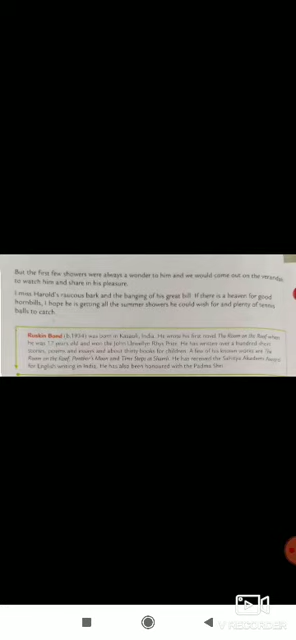 But the first few showers were always a wonder to him and we would come out on the verandah
to watch him and share in his pleasure.
I miss Harold's raucous bark and the banging of his great bill. If there is a heaven for good
hornbills, I hope he is getting all the summer showers he could wish for and plenty of tennis
balls to catch.
Ruskin Bond (b.1934) was born in Kasauli, India. He wrote his first novel The Room on the Roof when
he was 17 years old and won the John Llewellyn Rhys Prize. He has written over a hundred short
stories, poems and essays and about thirty books for children. A few of his known works are The
Room on the Roof, Panther's Moon and Time Stops at Shamli. He has received the Sahitya Akademi Award
for English writing in India. He has also been honoured with the Padma Shri.
V RECORDER